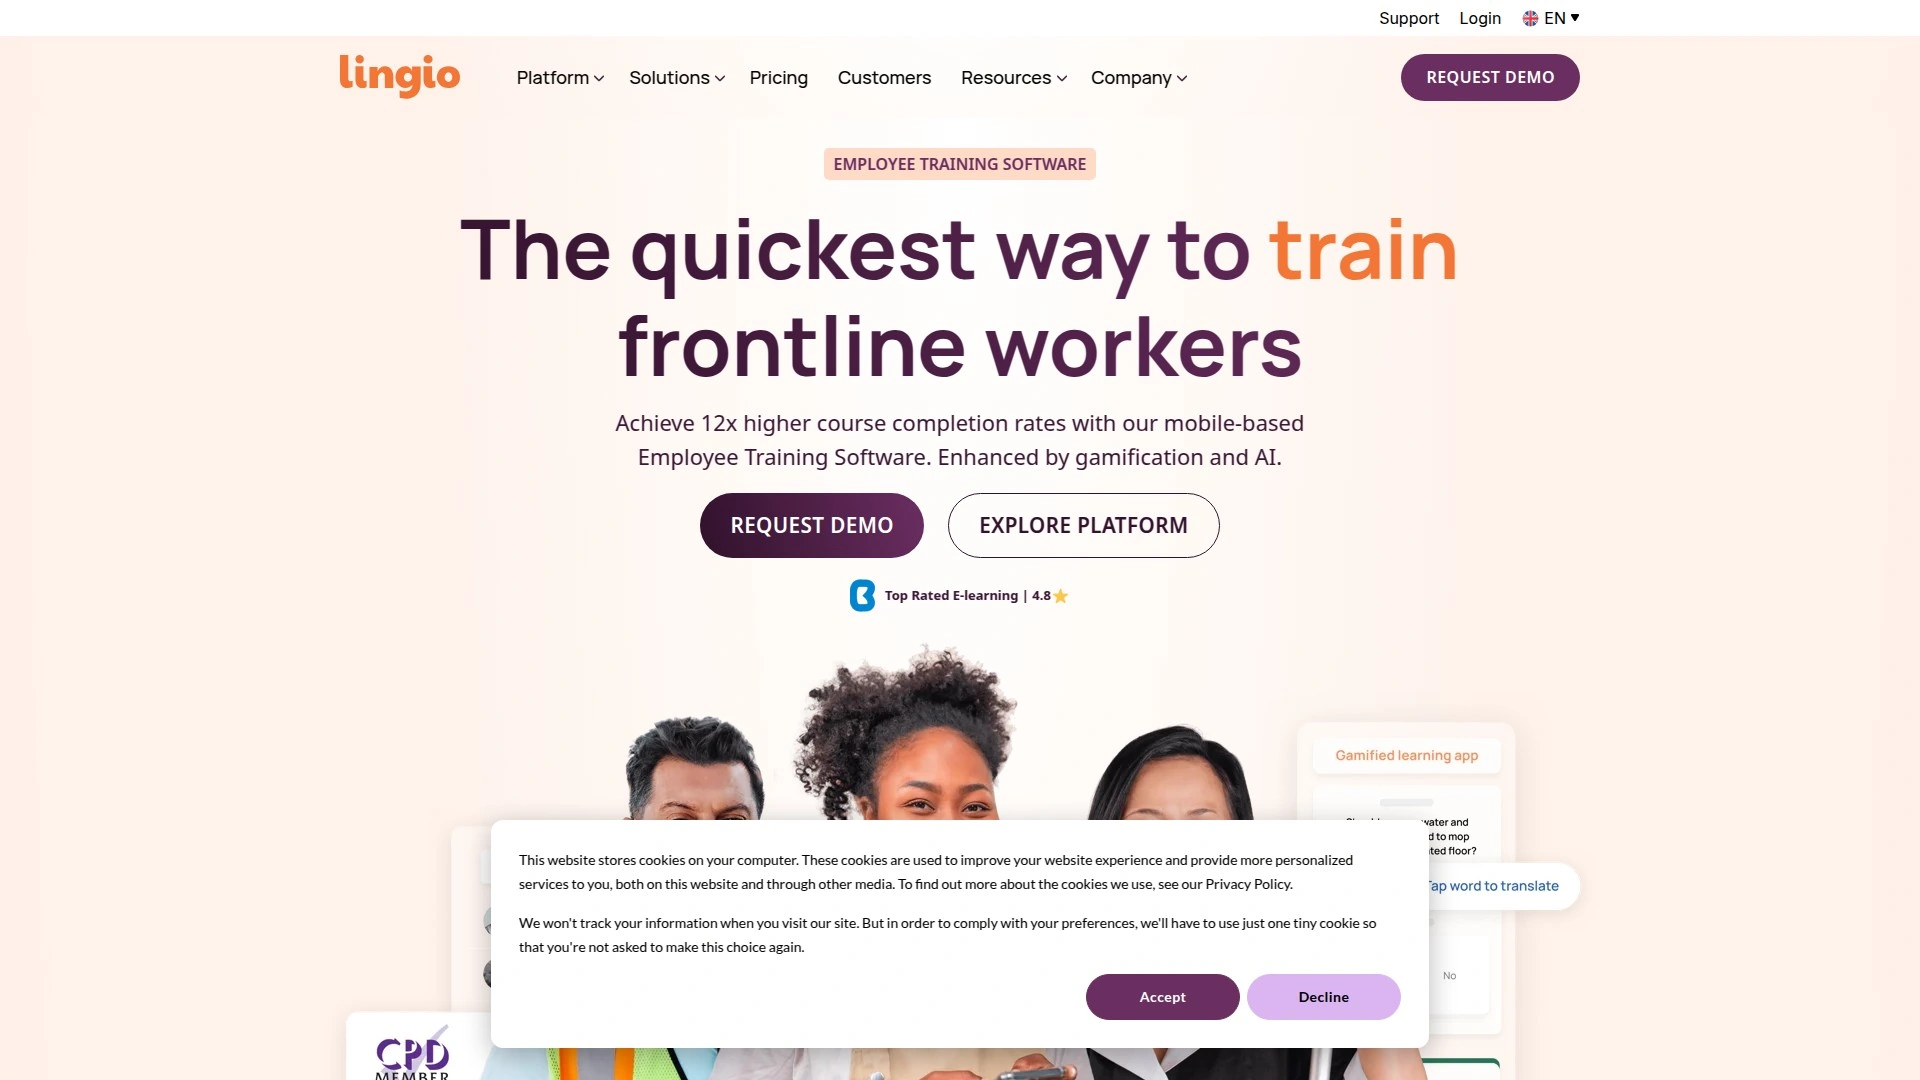 Support Login EN
lingio Platform Solutions Pricing Customers Resources Company REQUEST DEMO
EMPLOYEE TRAINING SOFTWARE
The quickest way to train
frontline workers
Achieve 12x higher course completion rates with our mobile-based
Employee Training Software. Enhanced by gamification and AI.
REQUEST DEMO EXPLORE PLATFORM
Top Rated E-learning | 4.8⭐
Gamified learning app
water and
to mop
floor?
Tap word to translate
No
This website stores cookies on your computer. These cookies are used to improve your website experience and provide more personalized
services to you, both on this website and through other media. To find out more about the cookies we use, see our Privacy Policy.
We won't track your information when you visit our site. But in order to comply with your preferences, we'll have to use just one tiny cookie so
that you're not asked to make this choice again.
Accept Decline
CPD
MEMBER